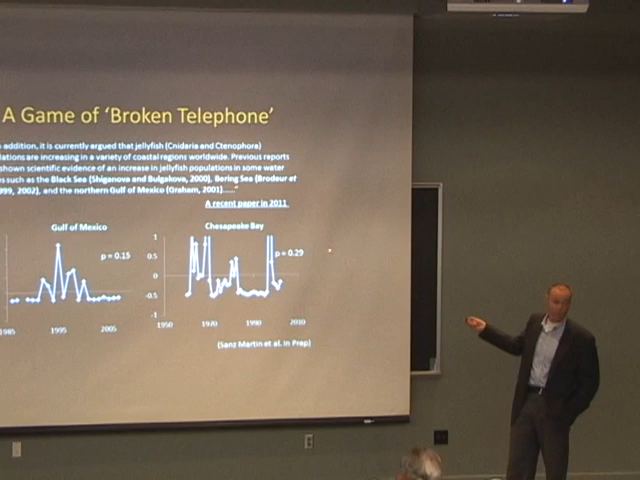 A Game of 'Broken Telephone'
addition, it is currently argued that jellyfish (Cnidaria and Ctenophora)
lations are increasing in a variety of coastal regions worldwide. Previous reports
shown scientific evidence of an increase in jellyfish populations in some water
es such as the Black Sea (Shiganova and Bulgakova, 2000), Bering Sea (Brodeur et
999, 2002), and the northern Gulf of Mexico (Graham, 2001)....."
A recent paper in 2011
Gulf of Mexico
p = 0.15
1985 1995 2005
Chesapeake Bay
1
0.5
0
-0.5
-1
p = 0.29
1950 1970 1990 2010
(Sanz Martin et al. In Prep)